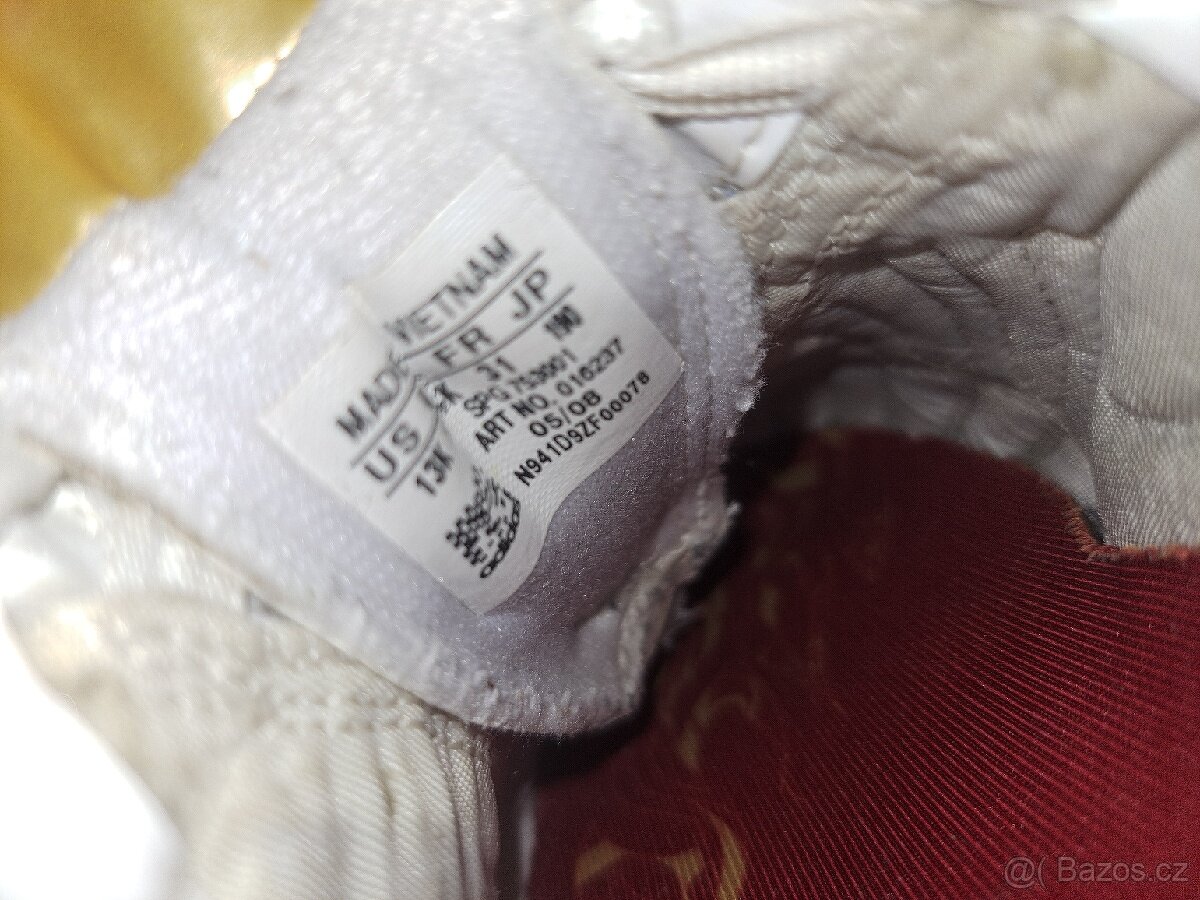 MADE VIETNAM
US UK FR JP
13K 31 190
SPG 753001
ART NO. 016237
05/08
N941D9ZF00078
adidas
@( Bazos.cz